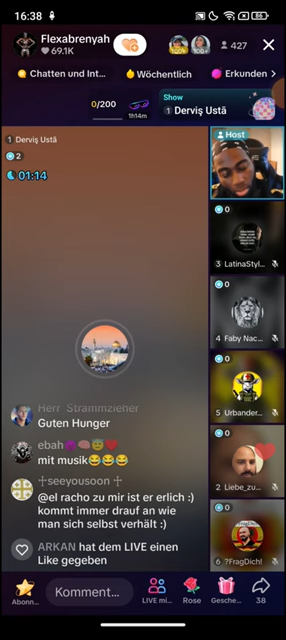 16:38
86
Flexabrenyah
69.1K
427
Chatten und Int...
Wöchentlich
Erkunden
0/200
1h14m
Show
1 Derviş Ustã
1 Derviş Ustã
2
01:14
Host
0
3 LatinaStyl...
0
4 Faby Nac...
0
5 Urbander...
0
2 Liebe_zu...
0
6 ?FragDich!
Herr Strammzieher
Guten Hunger
ebah
mit musik😂😂😂
♱seeyousoon ♱
@el racho zu mir ist er erlich :)
kommt immer drauf an wie
man sich selbst verhält :)
ARKAN hat dem LIVE einen
Like gegeben
Abonn...
Komment...
LIVE mi...
Rose
Gesche...
38